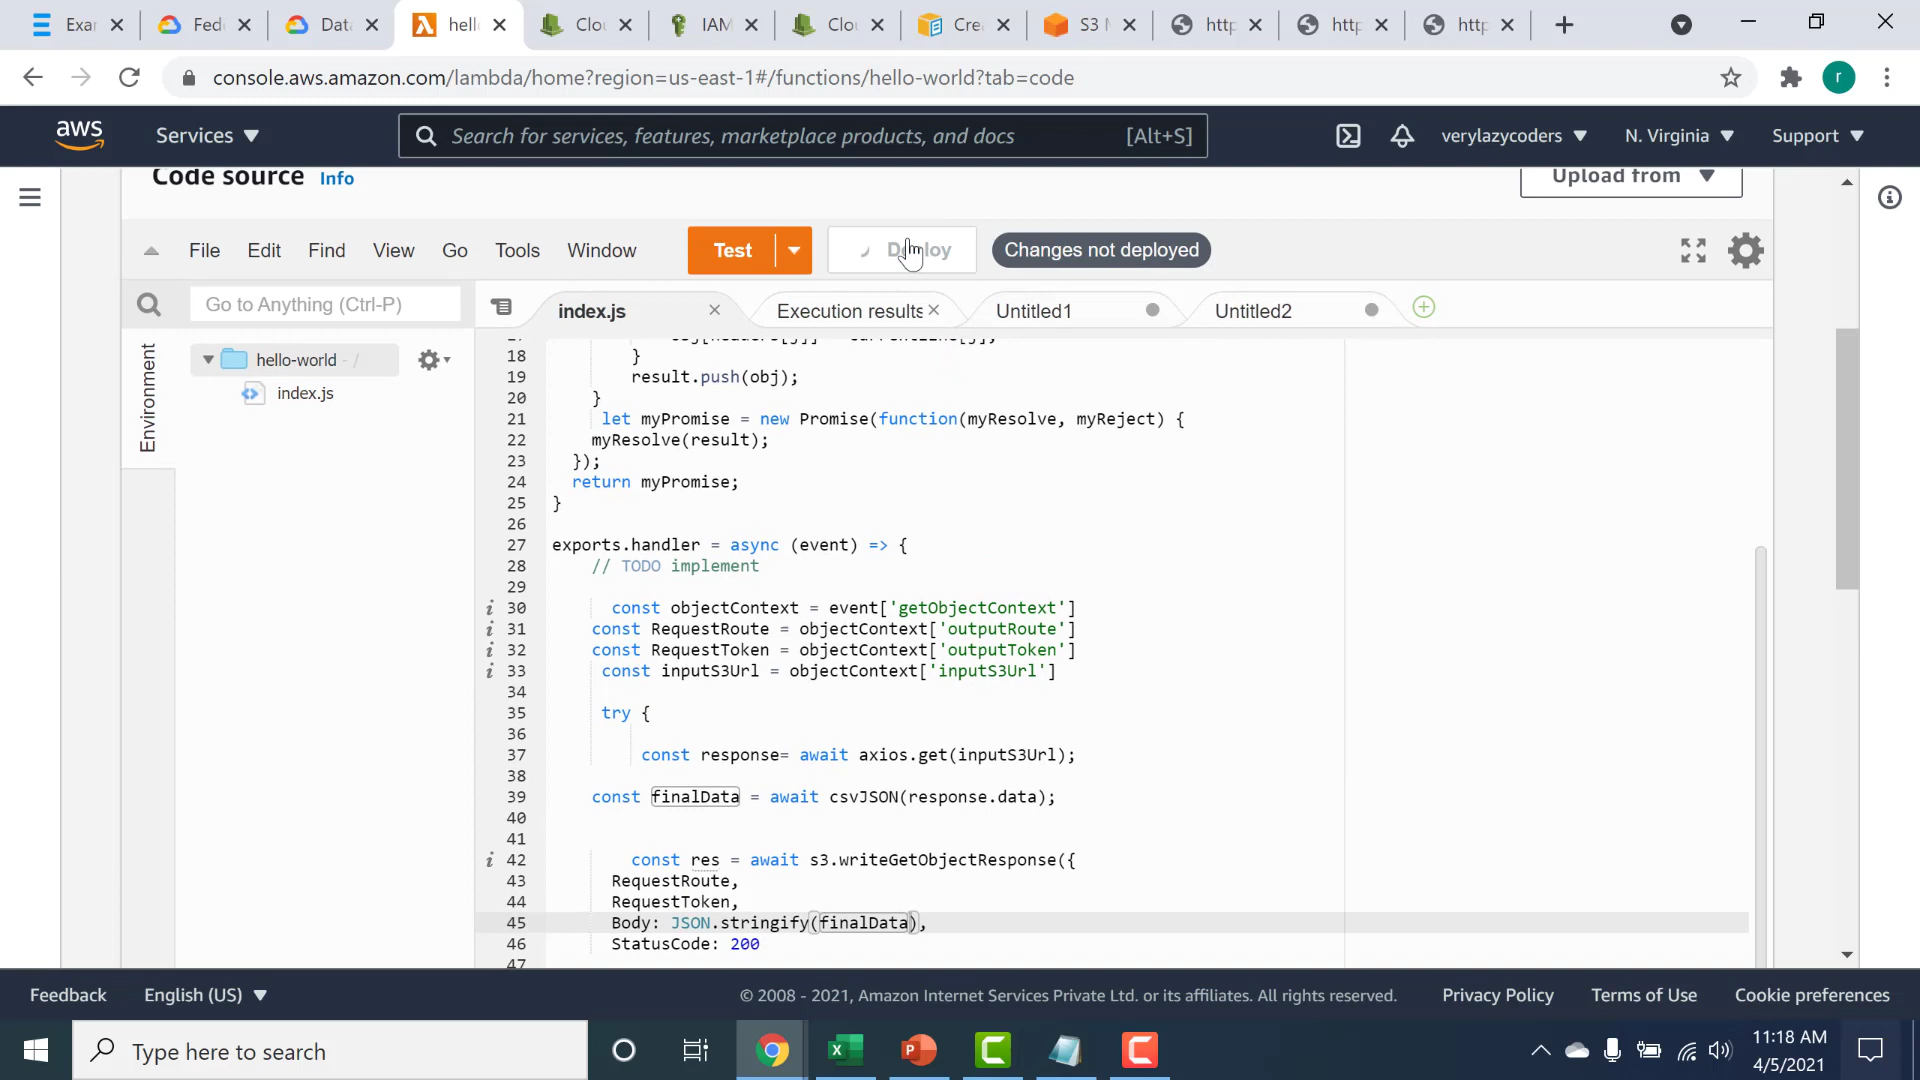 Exar
Fede
Data
hello
Clou
IAM
Clou
Crea
S3 M
http
http
http
console.aws.amazon.com/lambda/home?region=us-east-1#/functions/hello-world?tab=code
r
aws
Services
Search for services, features, marketplace products, and docs
[Alt+S]
verylazycoders
N. Virginia
Support
Code source Info
Upload from
File Edit Find View Go Tools Window
Test
Deploy
Changes not deployed
Go to Anything (Ctrl-P)
index.js
Execution results
Untitled1
Untitled2
Environment
hello-world - /
index.js
18 }
19 result.push(obj);
20 }
21 let myPromise = new Promise(function(myResolve, myReject) {
22 myResolve(result);
23 });
24 return myPromise;
25 }
26
27 exports.handler = async (event) => {
28 // TODO implement
29
30 const objectContext = event['getObjectContext']
31 const RequestRoute = objectContext['outputRoute']
32 const RequestToken = objectContext['outputToken']
33 const inputS3Url = objectContext['inputS3Url']
34
35 try {
36
37 const response= await axios.get(inputS3Url);
38
39 const finalData = await csvJSON(response.data);
40
41
42 const res = await s3.writeGetObjectResponse({
43 RequestRoute,
44 RequestToken,
45 Body: JSON.stringify(finalData),
46 StatusCode: 200
47
Feedback
English (US)
© 2008 - 2021, Amazon Internet Services Private Ltd. or its affiliates. All rights reserved.
Privacy Policy
Terms of Use
Cookie preferences
Type here to search
11:18 AM
4/5/2021